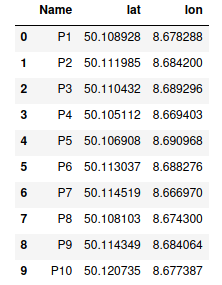 Name lat lon
0 P1 50.108928 8.678288
1 P2 50.111985 8.684200
2 P3 50.110432 8.689296
3 P4 50.105112 8.669403
4 P5 50.106908 8.690968
5 P6 50.113037 8.688276
6 P7 50.114519 8.666970
7 P8 50.108103 8.674300
8 P9 50.114349 8.684064
9 P10 50.120735 8.677387